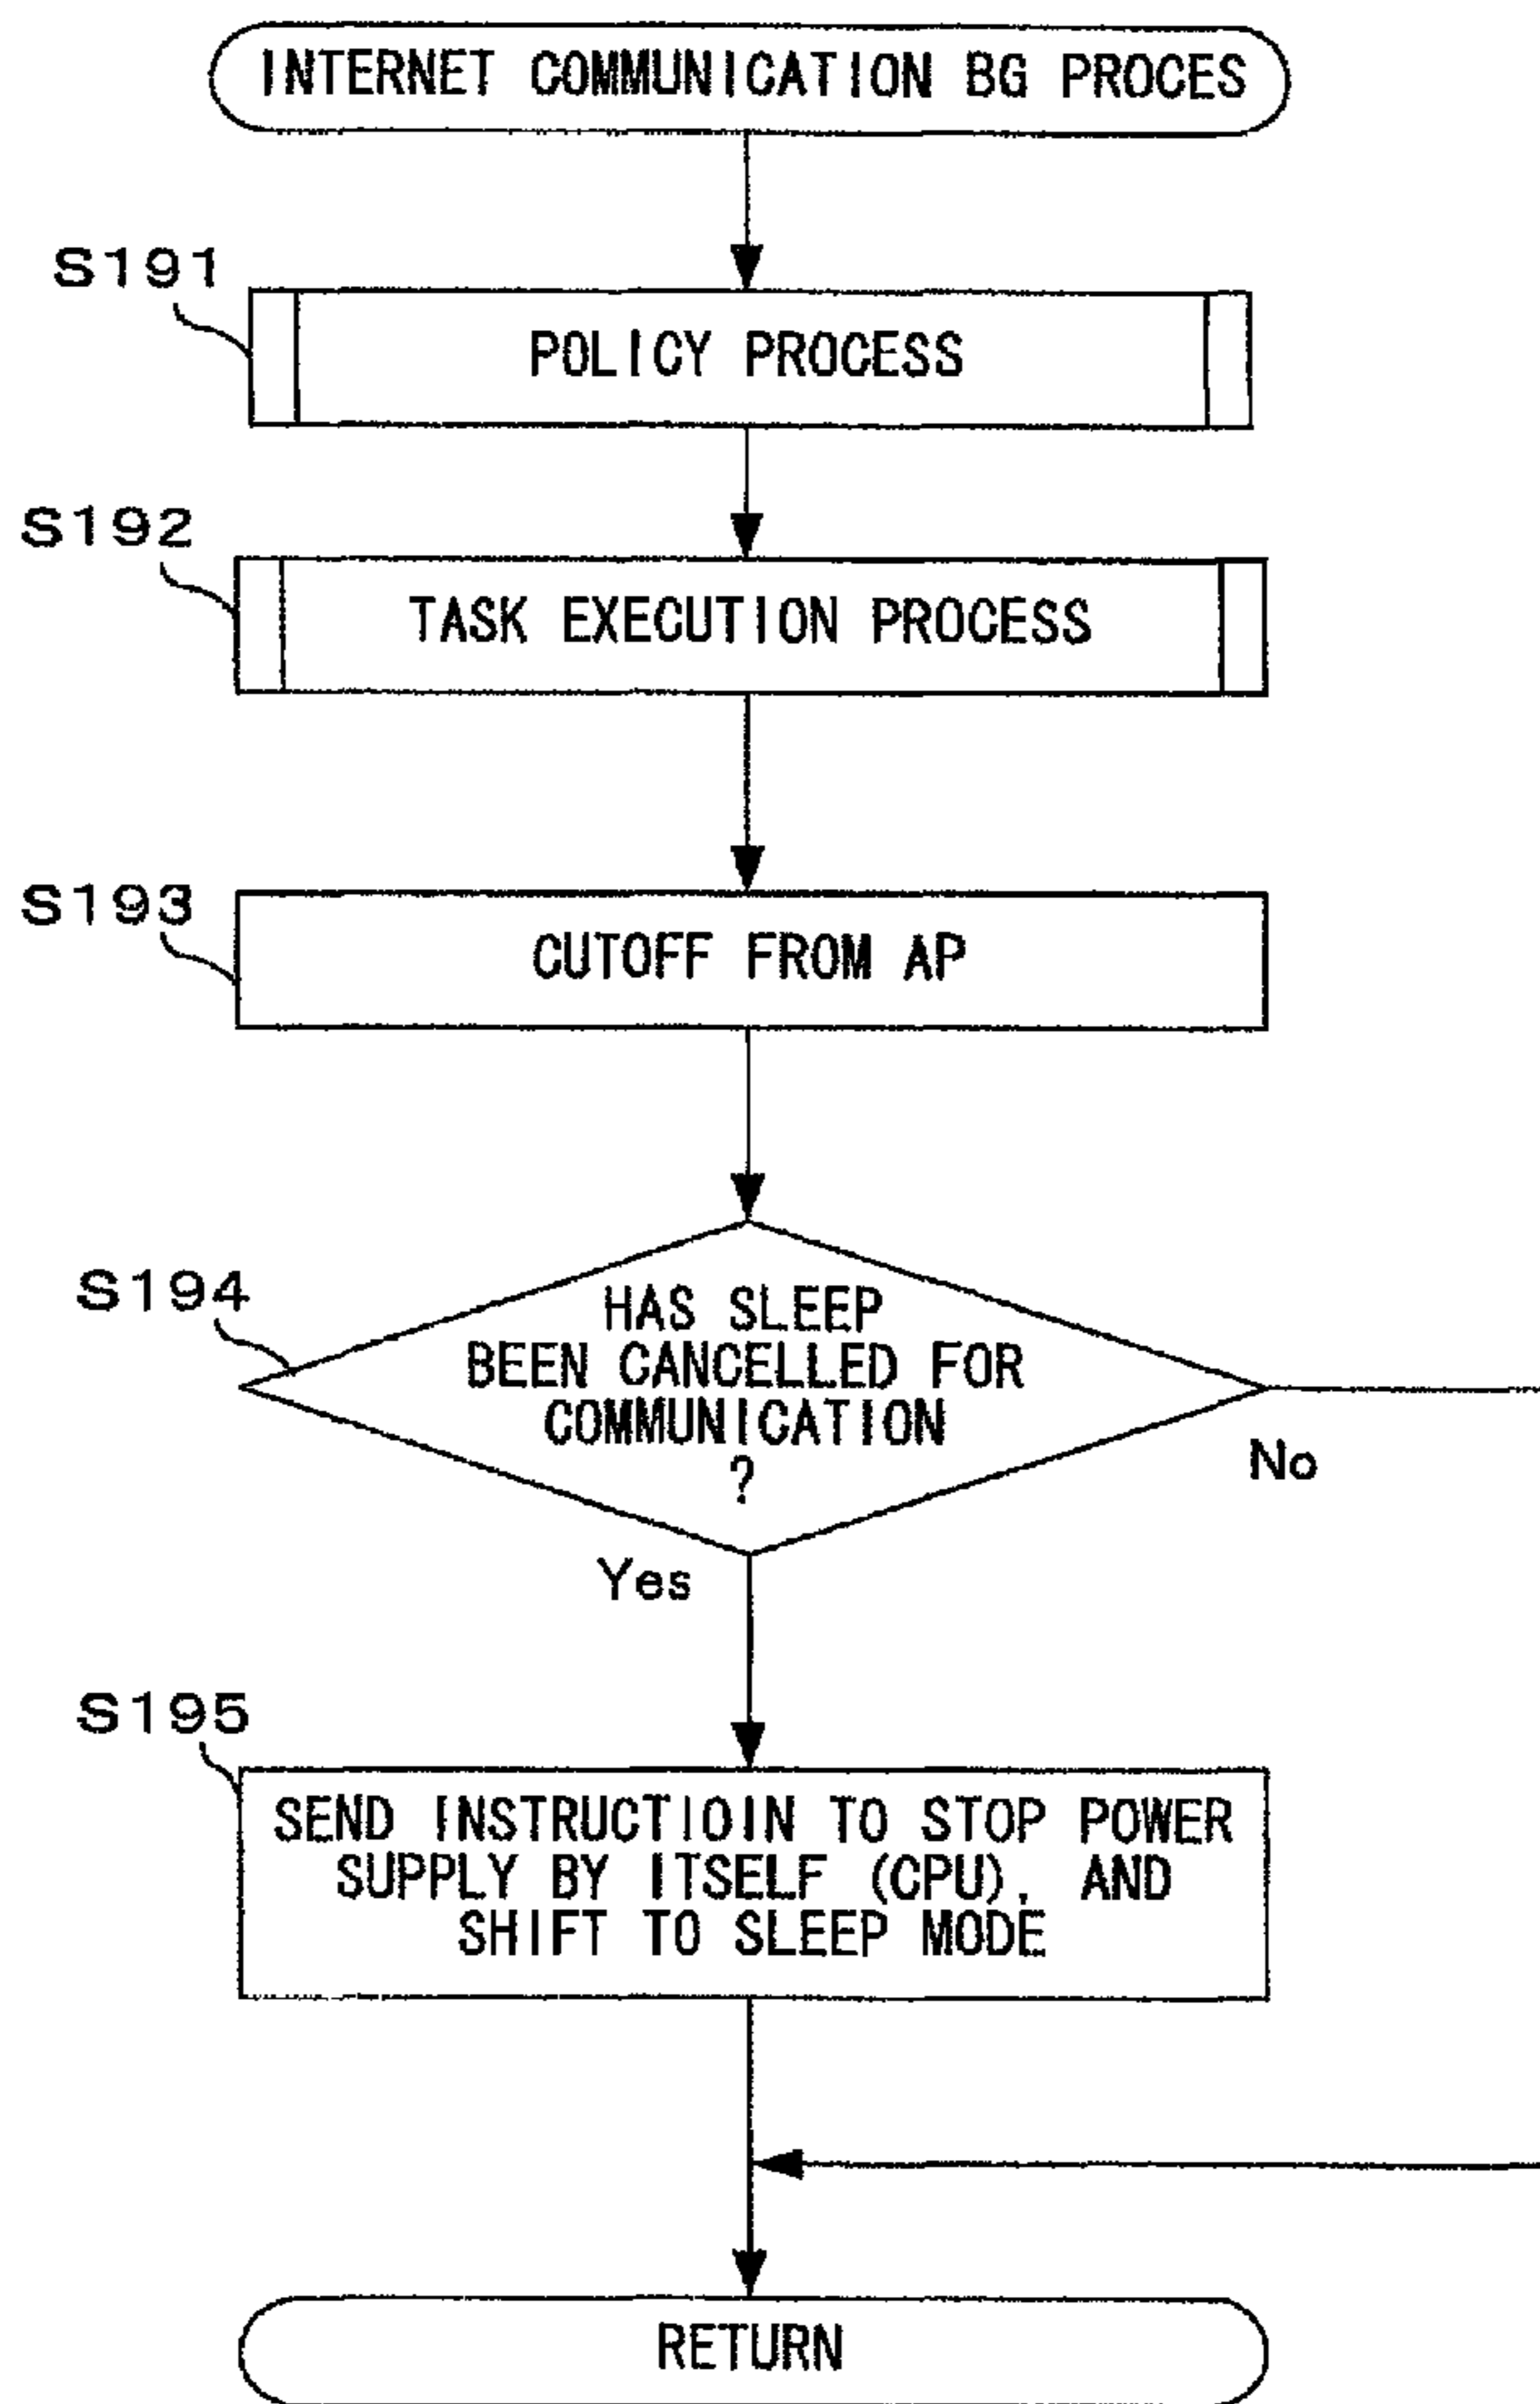 INTERNET COMMUNICATION BG PROCES
S191
POLICY PROCESS
S192
TASK EXECUTION PROCESS
S193
CUTOFF FROM AP
S194
HAS SLEEP
BEEN CANCELLED FOR
COMMUNICATION
?
No
Yes
S195
SEND INSTRUCTIOIN TO STOP POWER
SUPPLY BY ITSELF (CPU), AND
SHIFT TO SLEEP MODE
RETURN